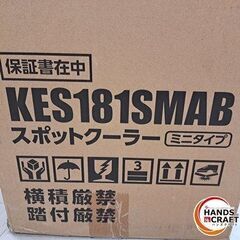 保証書在中
KES181SMAB
スポットクーラー ミニタイプ
3
横積厳禁
踏付厳禁
HANDS
CRAFT